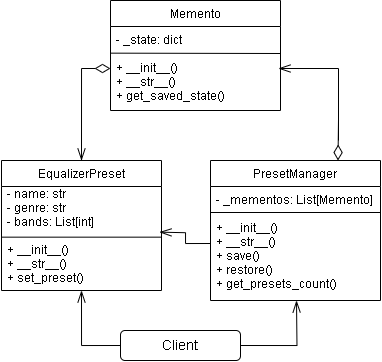 Memento
- _state: dict
+ __init__()
+ __str__()
+ get_saved_state()
EqualizerPreset
- name: str
- genre: str
- bands: List[int]
+ __init__()
+ __str__()
+ set_preset()
PresetManager
- _mementos: List[Memento]
+ __init__()
+ __str__()
+ save()
+ restore()
+ get_presets_count()
Client